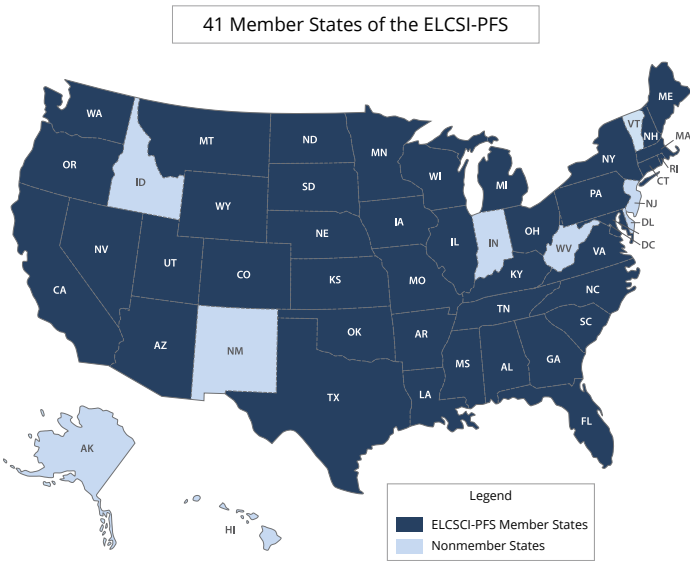 41 Member States of the ELCSI-PFS
WA
MT
ND
MN
ME
VT
NH
MA
OR
ID
SD
WI
MI
NY
RI
CT
WY
IA
PA
NJ
NE
IL
IN
OH
DL
NV
UT
CO
KS
MO
KY
WV
VA
DC
CA
AZ
NM
OK
AR
TN
NC
SC
TX
LA
MS
AL
GA
FL
AK
HI
Legend
ELCSCI-PFS Member States
Nonmember States